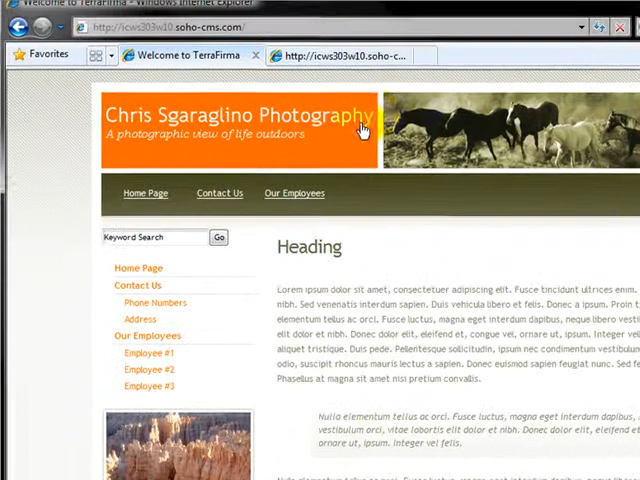 Welcome to TerraFirma - Windows Internet Explorer
http://icws303w10.soho-cms.com/
Favorites
Welcome to TerraFirma
http://icws303w10.soho-c...
Chris Sgaraglino Photography
A photographic view of life outdoors
Home Page
Contact Us
Our Employees
Keyword Search
Go
Home Page
Contact Us
Phone Numbers
Address
Our Employees
Employee #1
Employee #2
Employee #3
Heading
Lorem ipsum dolor sit amet, consectetuer adipiscing elit. Fusce tincidunt ultrices enim.
nibh. Sed venenatis interdum sapien. Duis vehicula libero et felis. Donec a ipsum. Proin t
elementum tellus ac orci. Fusce luctus, magna eget interdum dapibus, neque libero vestibu
elit dolor et nibh. Donec dolor elit, eleifend et, congue vel, ornare ut, ipsum. Integer vel
aliquet tristique. Duis pede. Pellentesque sollicitudin, ipsum nec condimentum vestibulum
odio, suscipit rhoncus metus lectus a sapien. Donec euismod sapien feugiat nunc. Praesent
Phasellus at magna sit amet nisi pretium convallis.
Nulla elementum tellus ac orci. Fusce luctus, magna eget interdum dapibus,
vestibulum orci, vitae lobortis elit dolor et nibh. Donec dolor elit, eleifend et
ornare ut, ipsum. Integer vel felis.